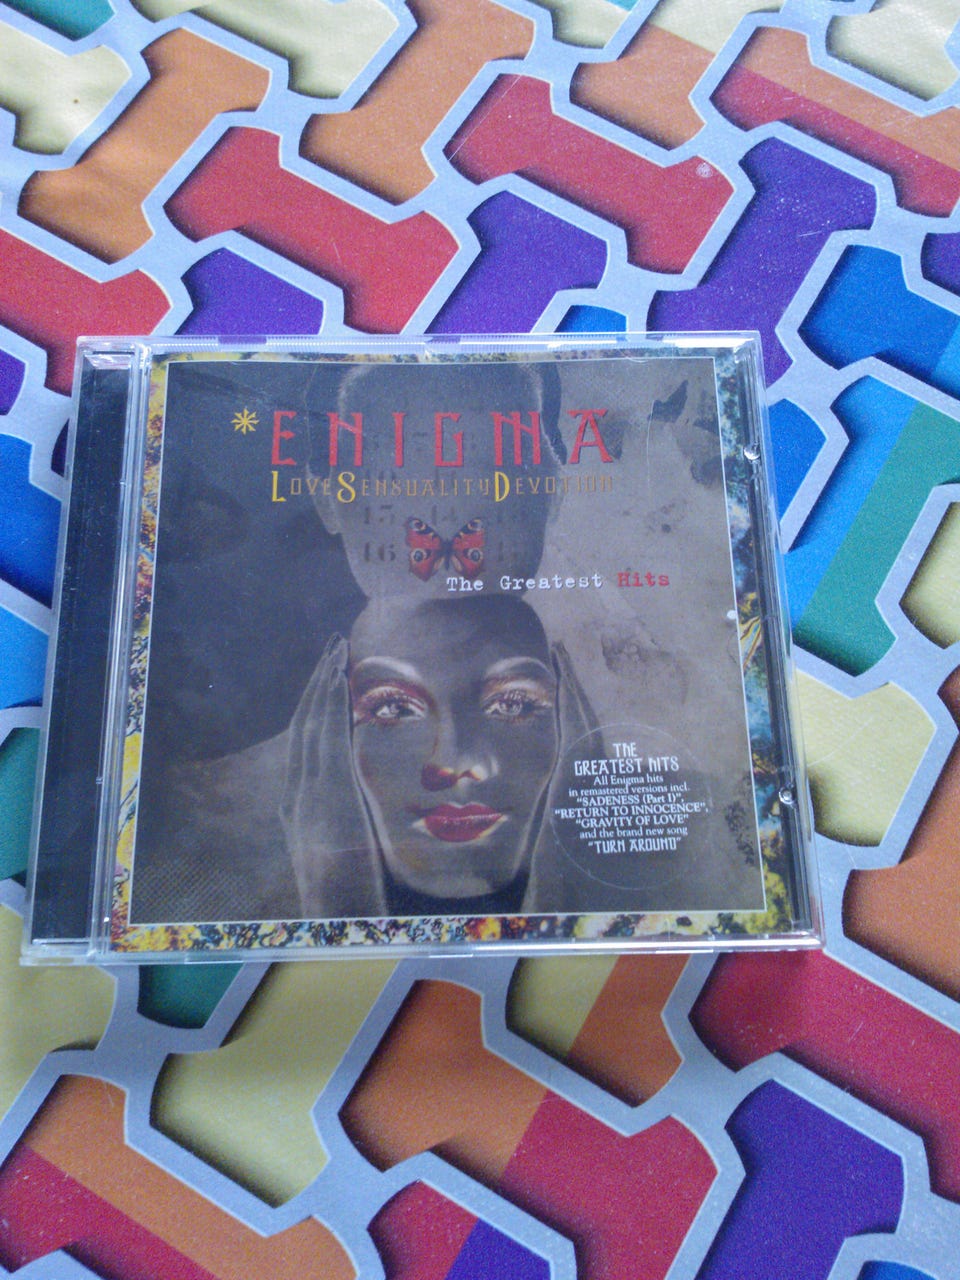 ENIGMA
LOVESENSUALITYDEVOTION
The Greatest Hits
THE
GREATEST HITS
All Enigma hits
in remastered versions incl.
"SADENESS (Part I)",
"RETURN TO INNOCENCE",
"GRAVITY OF LOVE"
and the brand new song
"TURN AROUND"